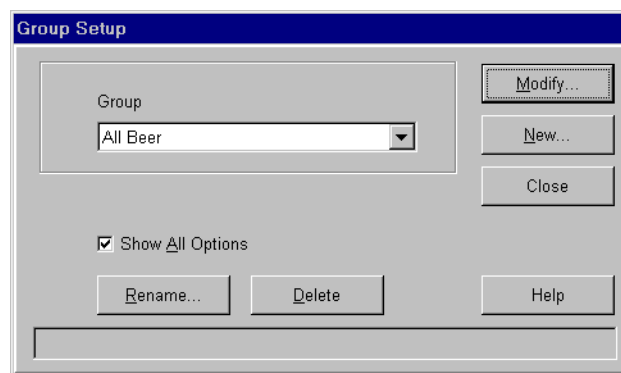 Group Setup
Group
All Beer
Modify...
New...
Close
Show All Options
Rename...
Delete
Help